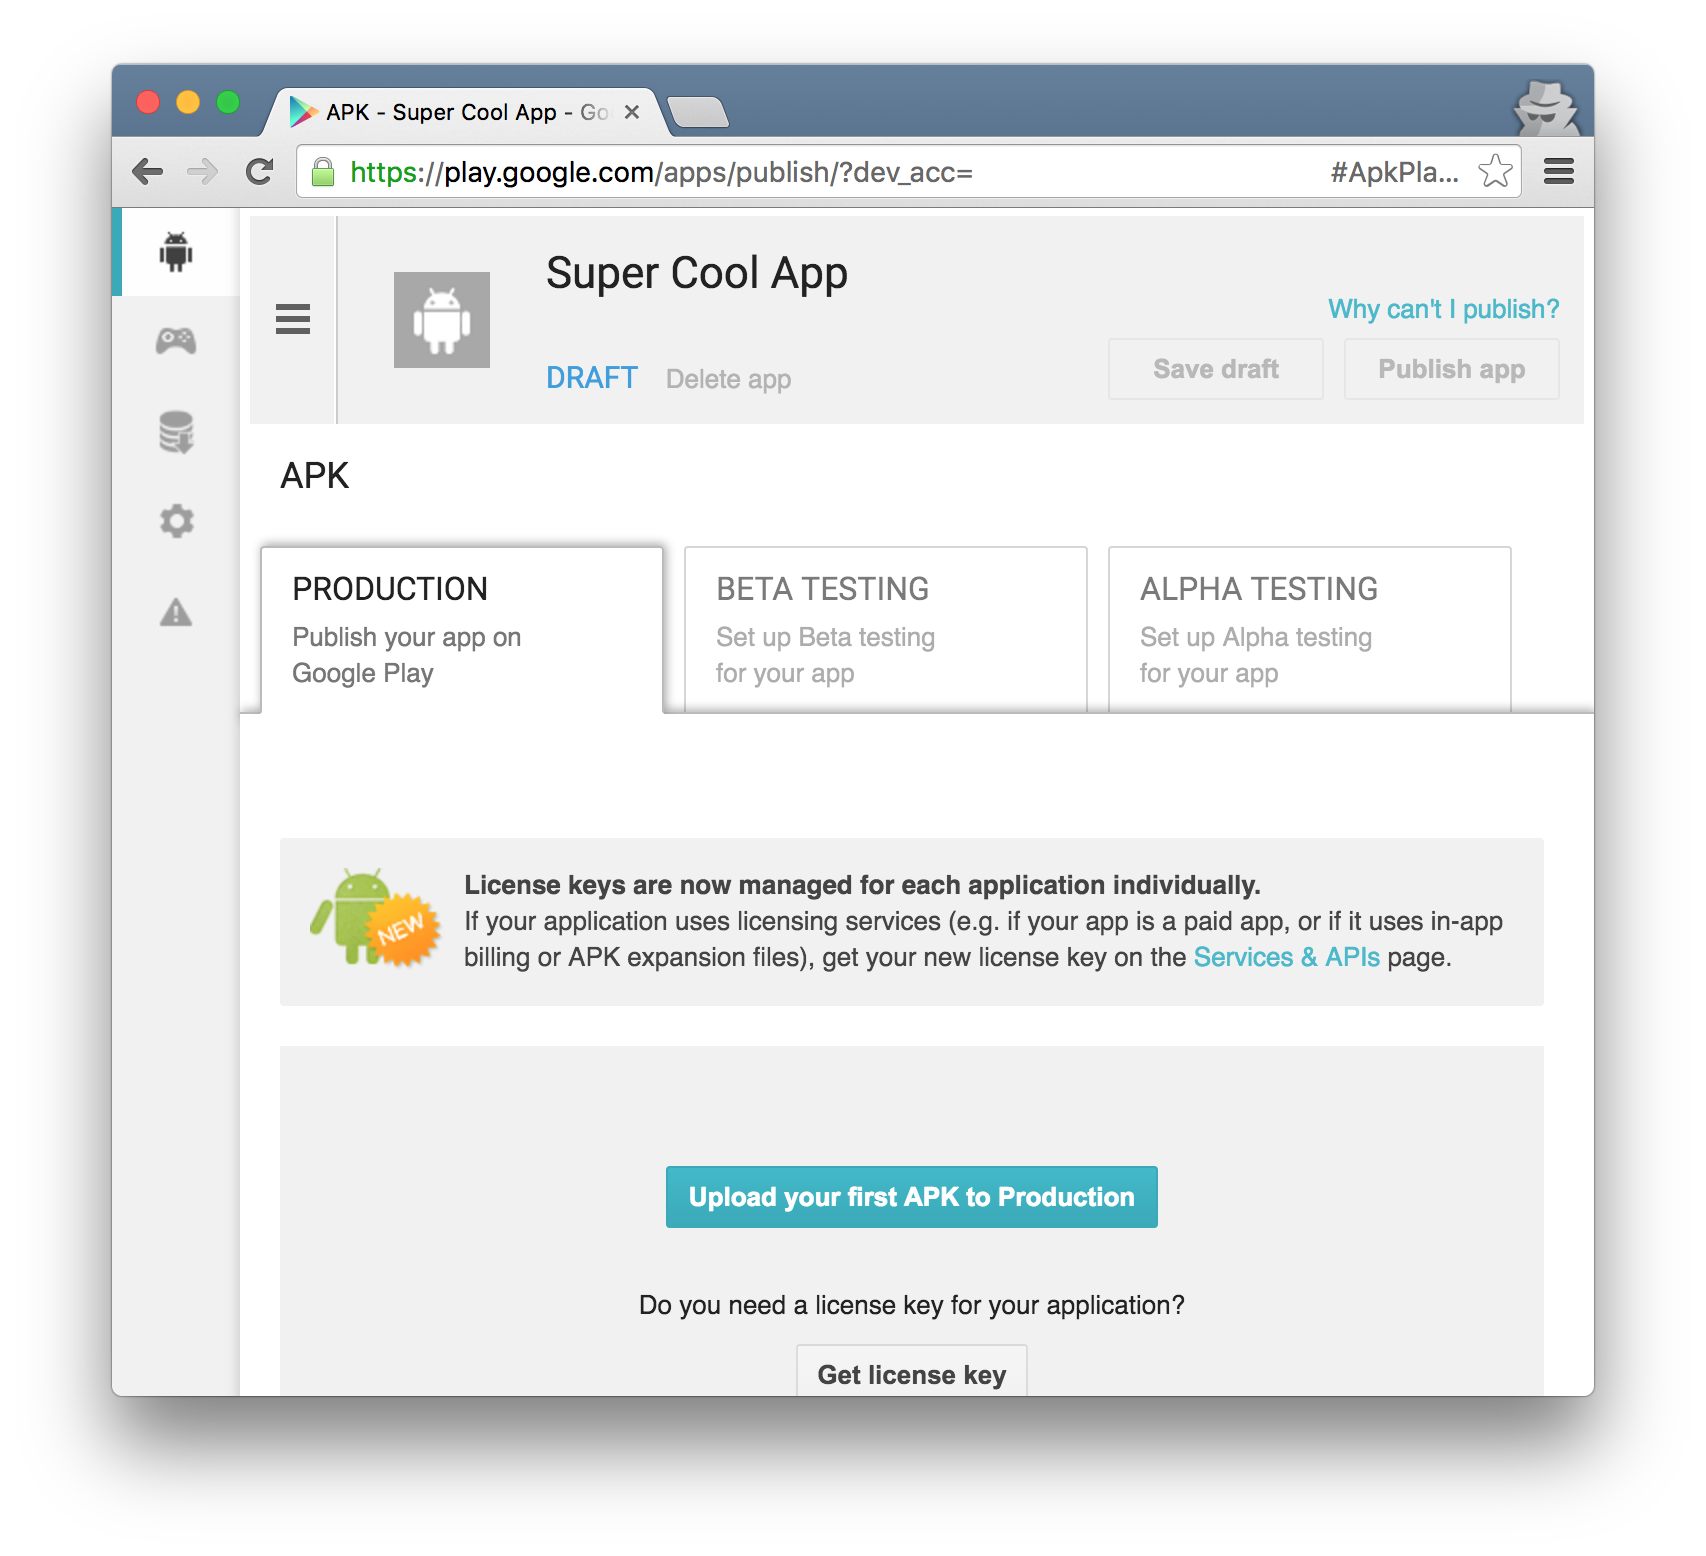 APK - Super Cool App - Go
https://play.google.com/apps/publish/?dev_acc= #ApkPla...
Super Cool App
Why can't I publish?
DRAFT Delete app
Save draft Publish app
APK
PRODUCTION
Publish your app on
Google Play
BETA TESTING
Set up Beta testing
for your app
ALPHA TESTING
Set up Alpha testing
for your app
NEW
License keys are now managed for each application individually.
If your application uses licensing services (e.g. if your app is a paid app, or if it uses in-app
billing or APK expansion files), get your new license key on the Services & APIs page.
Upload your first APK to Production
Do you need a license key for your application?
Get license key